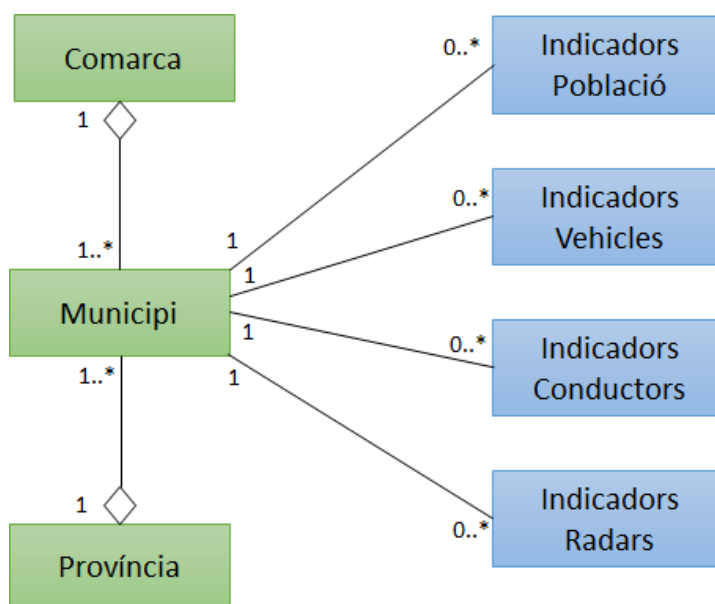 Comarca
1
1..*
Municipi
1..*
1
Província
1
1
1
1
0..*
Indicadors
Població
0..*
Indicadors
Vehicles
0..*
Indicadors
Conductors
0..*
Indicadors
Radars